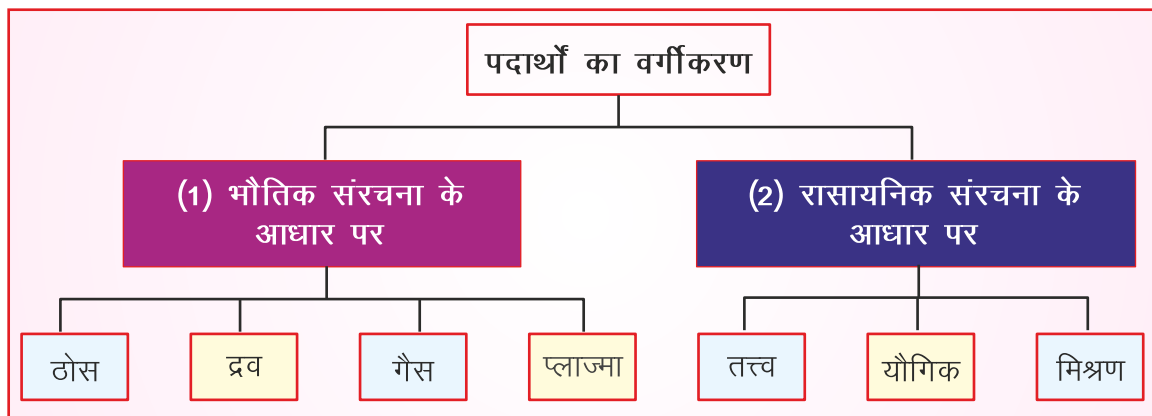 पदार्थों का वर्गीकरण
(1) भौतिक संरचना के
आधार पर
(2) रासायनिक संरचना के
आधार पर
ठोस
द्रव
गैस
प्लाज्मा
तत्त्व
यौगिक
मिश्रण